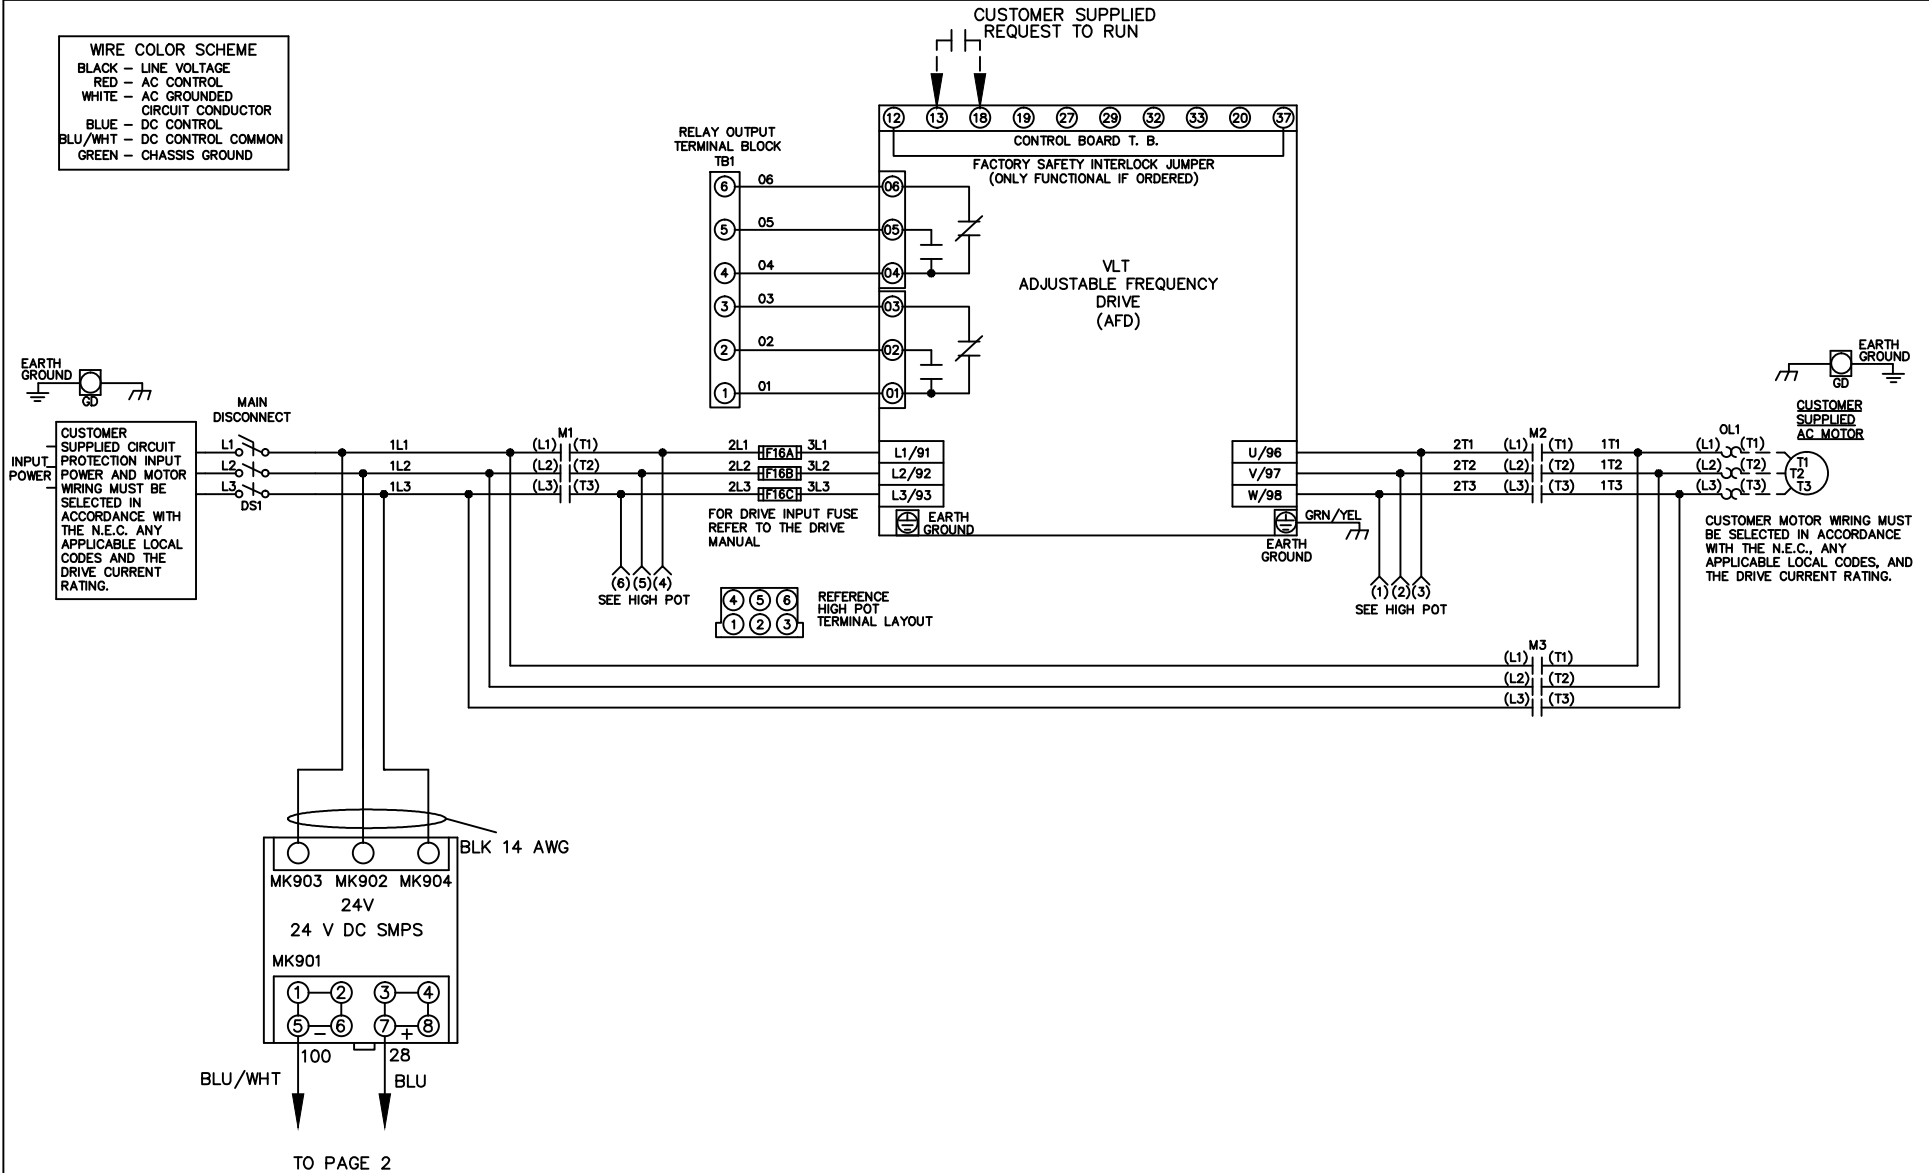 CUSTOMER SUPPLIED
REQUEST TO RUN
WIRE COLOR SCHEME
BLACK – LINE VOLTAGE
RED – AC CONTROL
WHITE – AC GROUNDED
CIRCUIT CONDUCTOR
BLUE – DC CONTROL
BLU/WHT – DC CONTROL COMMON
GREEN – CHASSIS GROUND
12 13 18 19 27 29 32 33 20 37
CONTROL BOARD T. B.
FACTORY SAFETY INTERLOCK JUMPER
(ONLY FUNCTIONAL IF ORDERED)
RELAY OUTPUT
TERMINAL BLOCK
TB1
6 06 06
5 05 05
4 04 04
3 03 03
2 02 02
1 01 01
VLT
ADJUSTABLE FREQUENCY
DRIVE
(AFD)
EARTH
GROUND
GD
EARTH
GROUND
GD
MAIN
DISCONNECT
CUSTOMER
SUPPLIED CIRCUIT
PROTECTION INPUT
POWER AND MOTOR
WIRING MUST BE
SELECTED IN
ACCORDANCE WITH
THE N.E.C. ANY
APPLICABLE LOCAL
CODES AND THE
DRIVE CURRENT
RATING.
INPUT
POWER
L1
L2
L3
DS1
1L1
1L2
1L3
M1
(L1) (T1)
(L2) (T2)
(L3) (T3)
2L1 F16A 3L1
2L2 F16B 3L2
2L3 F16C 3L3
L1/91
L2/92
L3/93
FOR DRIVE INPUT FUSE
REFER TO THE DRIVE
MANUAL
EARTH
GROUND
U/96
V/97
W/98
GRN/YEL
EARTH
GROUND
2T1
2T2
2T3
M2
(L1) (T1)
(L2) (T2)
(L3) (T3)
1T1
1T2
1T3
OL1
(L1) (T1)
(L2) (T2)
(L3) (T3)
CUSTOMER
SUPPLIED
AC MOTOR
T1
T2
T3
CUSTOMER MOTOR WIRING MUST
BE SELECTED IN ACCORDANCE
WITH THE N.E.C., ANY
APPLICABLE LOCAL CODES, AND
THE DRIVE CURRENT RATING.
(6) (5) (4)
SEE HIGH POT
4 5 6
1 2 3
REFERENCE
HIGH POT
TERMINAL LAYOUT
(1) (2) (3)
SEE HIGH POT
M3
(L1) (T1)
(L2) (T2)
(L3) (T3)
BLK 14 AWG
MK903 MK902 MK904
24V
24 V DC SMPS
MK901
1 2 3 4
5 – 6 7 + 8
100 28
BLU/WHT BLU
TO PAGE 2